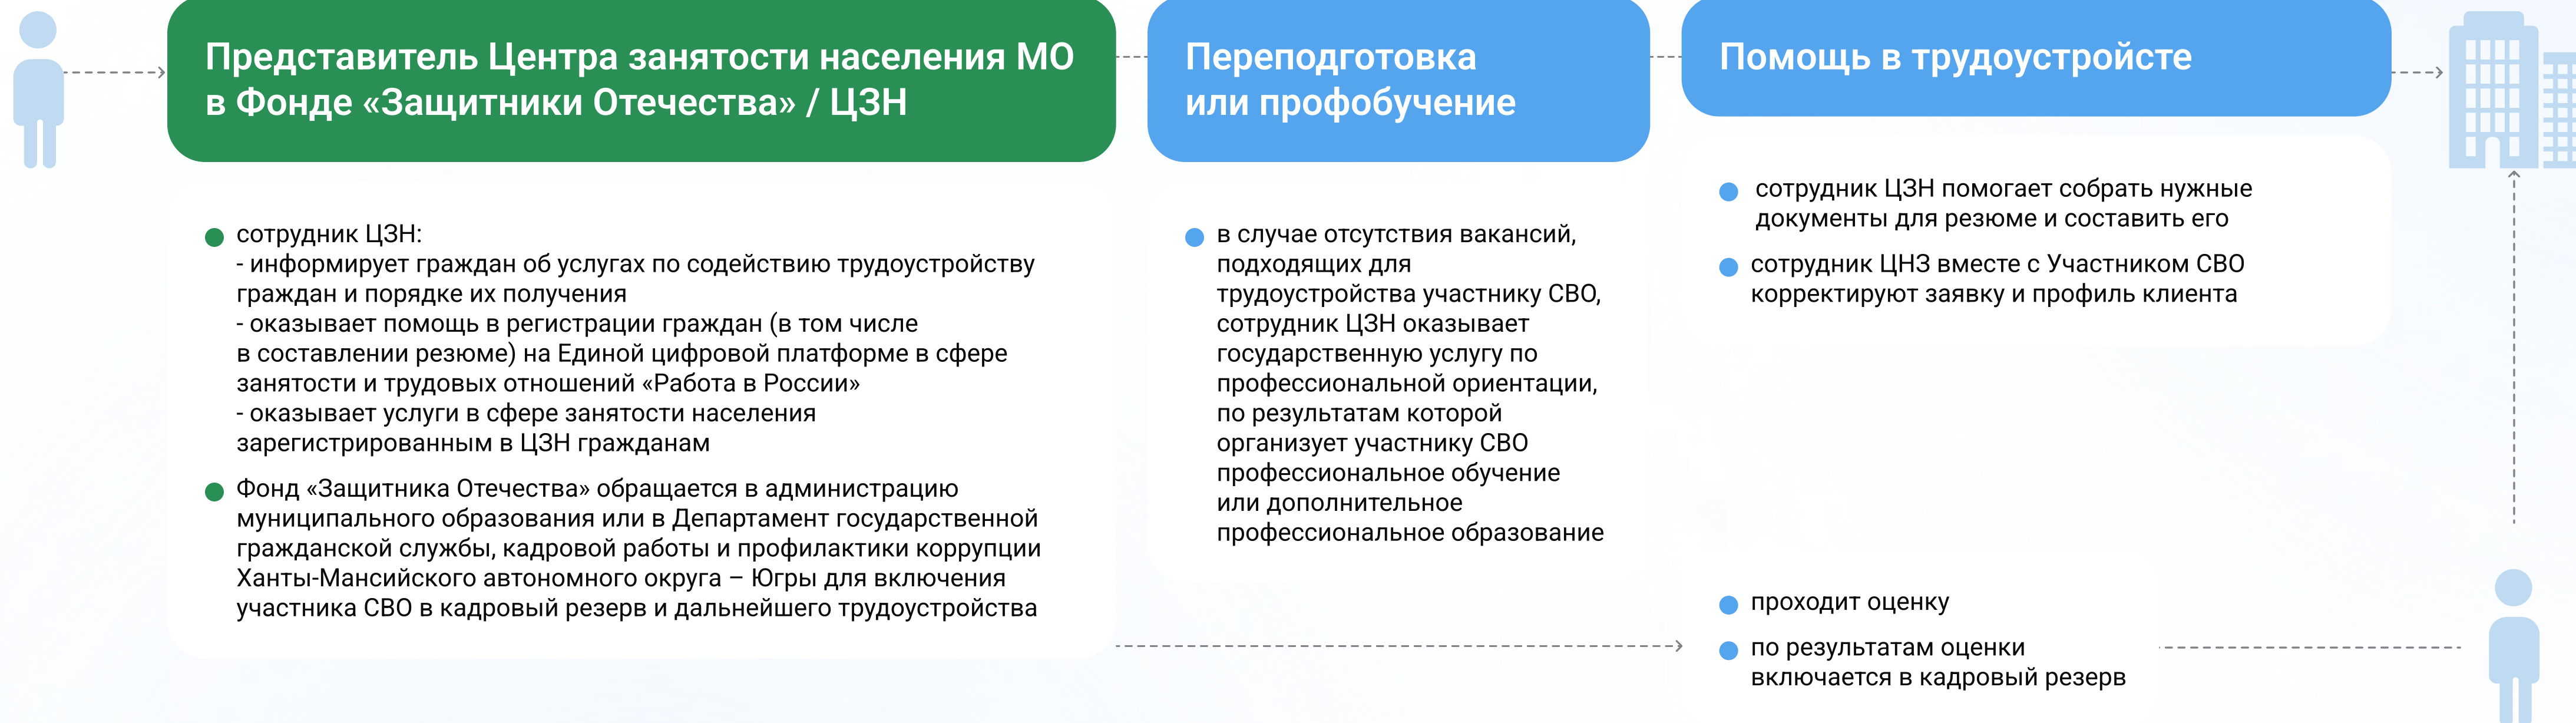 Представитель Центра занятости населения МО
в Фонде «Защитники Отечества» / ЦЗН
сотрудник ЦЗН:
- информирует граждан об услугах по содействию трудоустройству
граждан и порядке их получения
- оказывает помощь в регистрации граждан (в том числе
в составлении резюме) на Единой цифровой платформе в сфере
занятости и трудовых отношений «Работа в России»
- оказывает услуги в сфере занятости населения
зарегистрированным в ЦЗН гражданам
Фонд «Защитника Отечества» обращается в администрацию
муниципального образования или в Департамент государственной
гражданской службы, кадровой работы и профилактики коррупции
Ханты-Мансийского автономного округа – Югры для включения
участника СВО в кадровый резерв и дальнейшего трудоустройства
Переподготовка
или профобучение
в случае отсутствия вакансий,
подходящих для
трудоустройства участнику СВО,
сотрудник ЦЗН оказывает
государственную услугу по
профессиональной ориентации,
по результатам которой
организует участнику СВО
профессиональное обучение
или дополнительное
профессиональное образование
Помощь в трудоустройсте
сотрудник ЦЗН помогает собрать нужные
документы для резюме и составить его
сотрудник ЦНЗ вместе с Участником СВО
корректируют заявку и профиль клиента
проходит оценку
по результатам оценки
включается в кадровый резерв